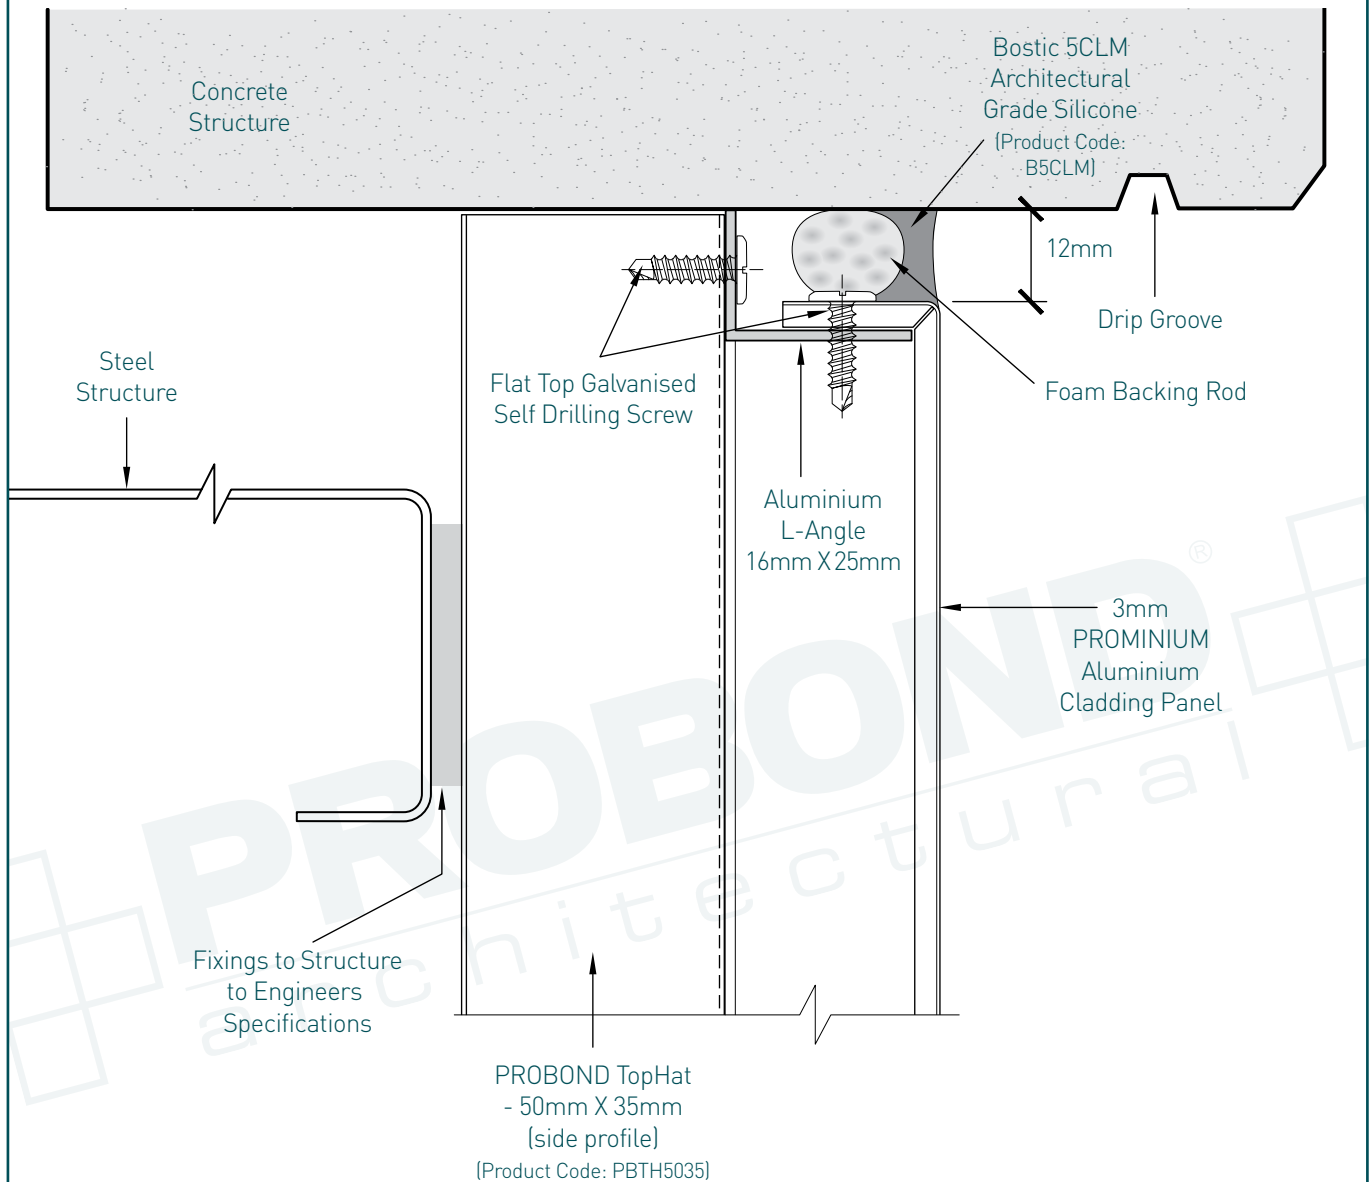 Concrete
Structure
Bostic 5CLM
Architectural
Grade Silicone
(Product Code:
B5CLM)
12mm
Drip Groove
Steel
Structure
Flat Top Galvanised
Self Drilling Screw
Foam Backing Rod
Aluminium
L-Angle
16mm X 25mm
3mm
PROMINIUM
Aluminium
Cladding Panel
PROBOND®
architectural
Fixings to Structure
to Engineers
Specifications
PROBOND TopHat
- 50mm X 35mm
(side profile)
(Product Code: PBTH5035)